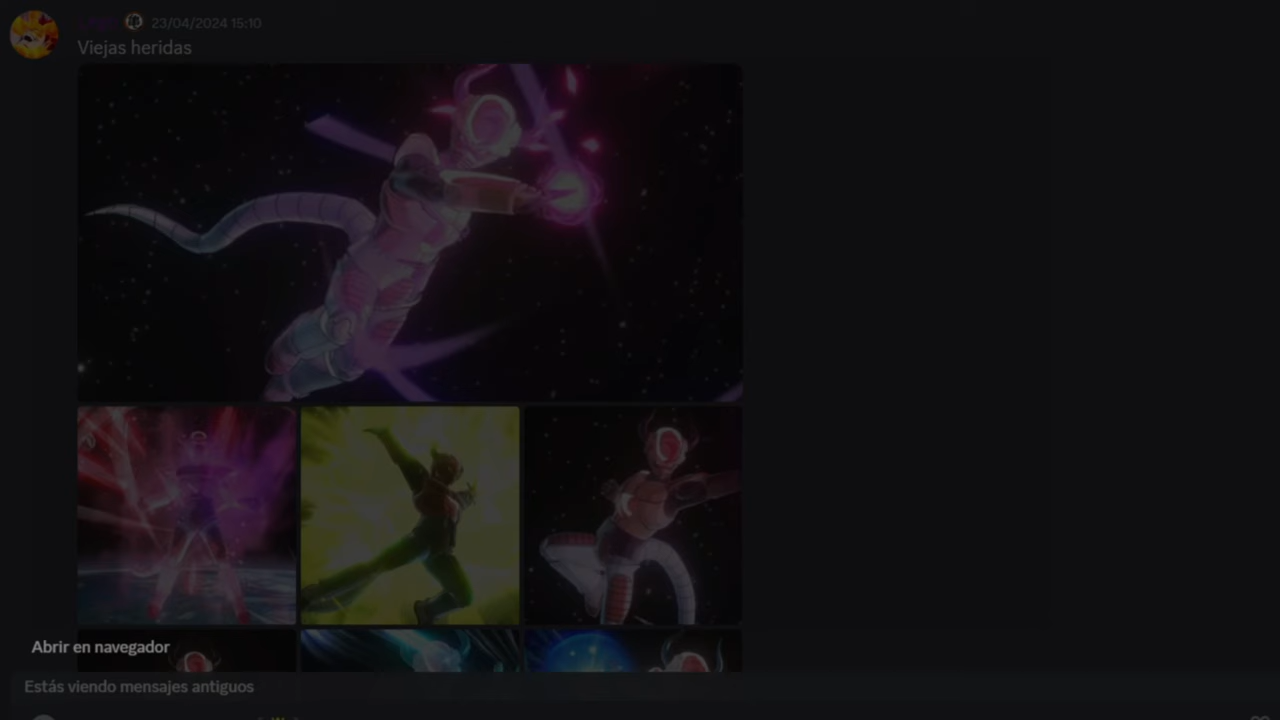 23/04/2024 15:10
Viejas heridas
Abrir en navegador
Estás viendo mensajes antiguos